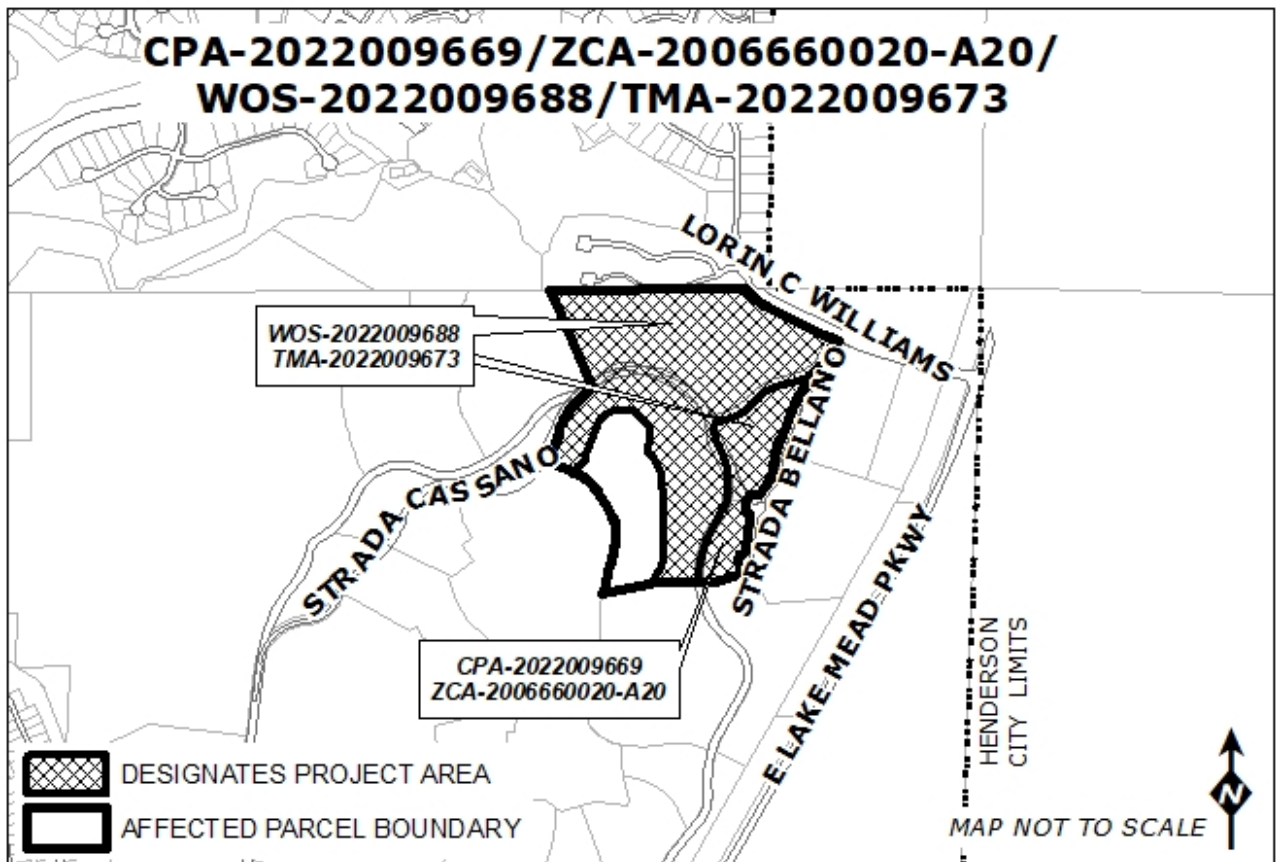 CPA-2022009669/ZCA-2006660020-A20/
WOS-2022009688/TMA-2022009673
LORIN C WILLIAMS
WOS-2022009688
TMA-2022009673
STRADA CASSANO
STRADA BELLANO
E LAKE MEAD PKWY
CPA-2022009669
ZCA-2006660020-A20
HENDERSON
CITY LIMITS
DESIGNATES PROJECT AREA
AFFECTED PARCEL BOUNDARY
N
MAP NOT TO SCALE